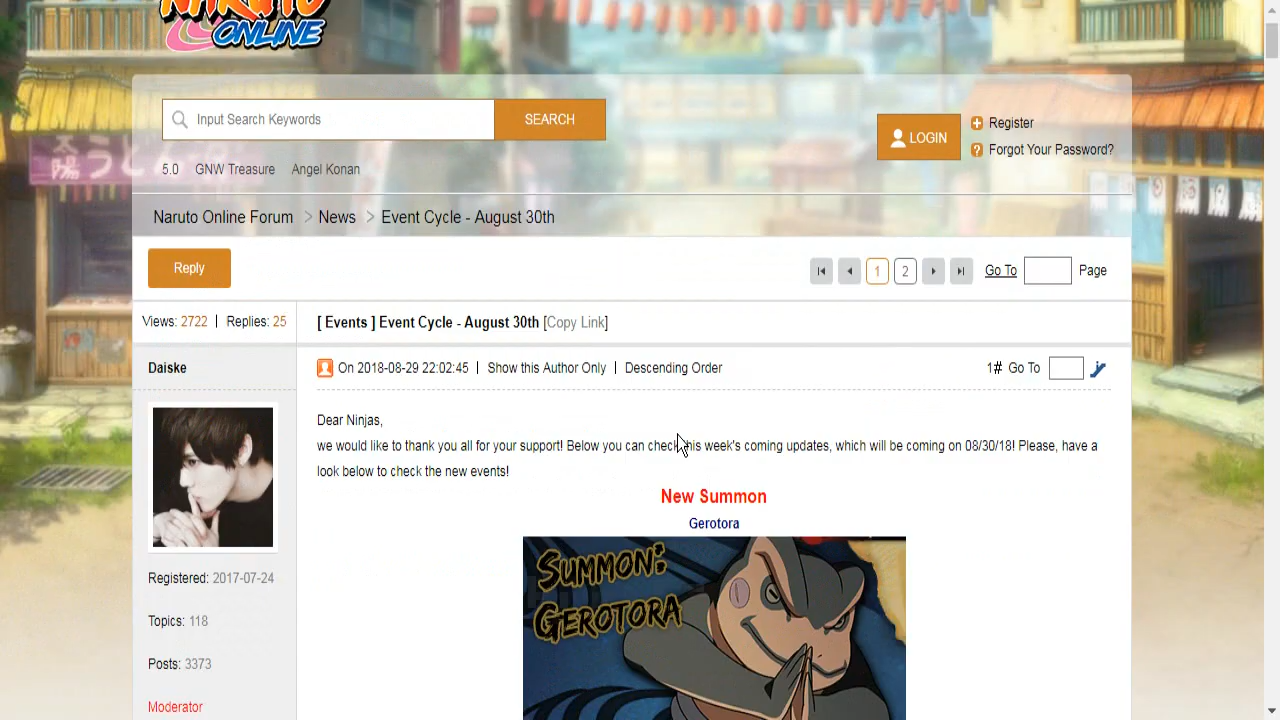 NARUTO
ONLINE
Input Search Keywords
SEARCH
LOGIN
Register
Forgot Your Password?
5.0 GNW Treasure Angel Konan
Naruto Online Forum > News > Event Cycle - August 30th
Reply
1 2 Go To Page
Views: 2722 | Replies: 25
[ Events ] Event Cycle - August 30th [Copy Link]
Daiske
On 2018-08-29 22:02:45 | Show this Author Only | Descending Order
1# Go To
Dear Ninjas,
we would like to thank you all for your support! Below you can check this week's coming updates, which will be coming on 08/30/18! Please, have a
look below to check the new events!
New Summon
Gerotora
SUMMON:
GEROTORA
Registered: 2017-07-24
Topics: 118
Posts: 3373
Moderator